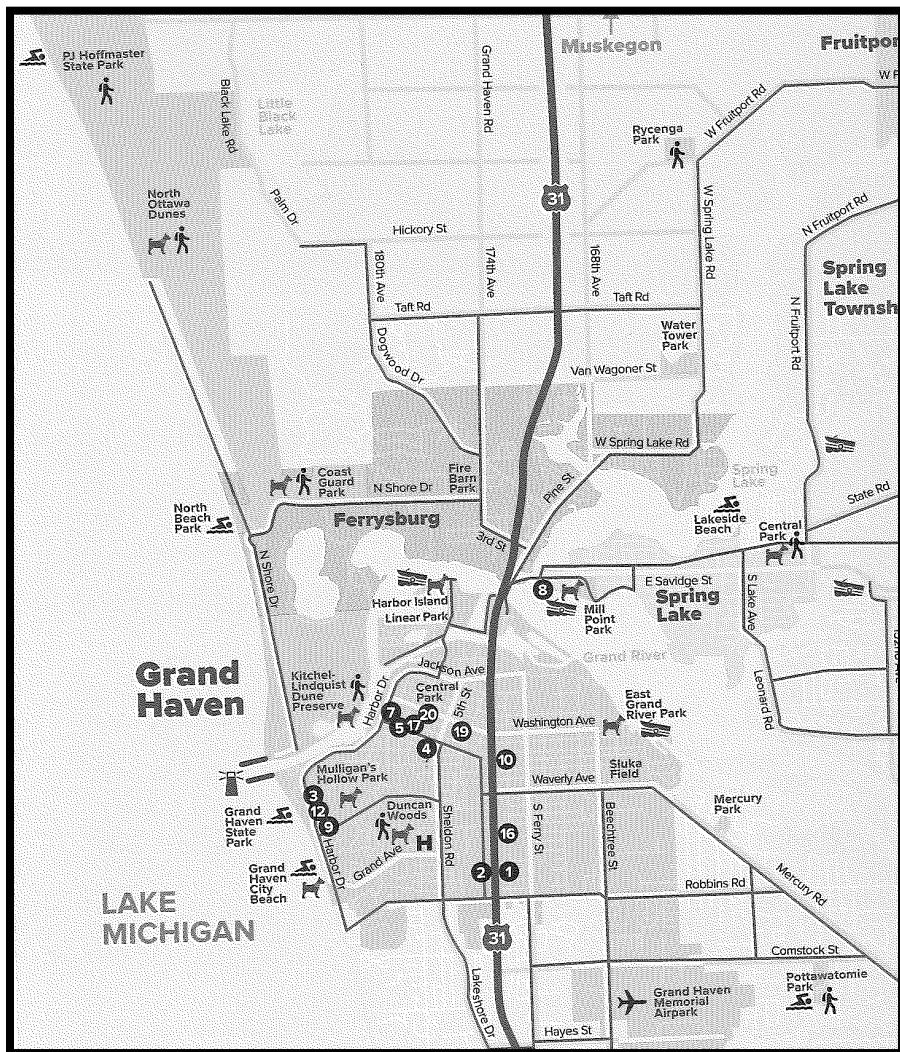 Muskegon
Fruitpor
PJ Hoffmaster
State Park
W F
Grand Haven Rd
Black Lake Rd
Little
Black
Lake
W Fruitport Rd
Rycenga
Park
North
Ottawa
Dunes
Palm Dr
31
W Spring Lake Rd
N Fruitport Rd
Hickory St
180th Ave
174th Ave
168th Ave
Spring
Lake
Townsh
Taft Rd
Taft Rd
N Fruitport Rd
Water
Tower
Park
Dogwood Dr
Van Wagoner St
W Spring Lake Rd
Coast
Guard
Park
N Shore Dr
Fire
Barn
Park
Pine St
Spring
Lake
State Rd
North
Beach
Park
Ferrysburg
Lakeside
Beach
Central
Park
3rd St
N Shore Dr
E Savidge St
8
Harbor Island
Linear Park
Mill
Point
Park
Spring
Lake
S Lake Ave
Grand River
Grand
Haven
Jackson Ave
Kitchel-
Lindquist
Dune
Preserve
Harbor Dr
Central
Park
5th St
East
Grand
River Park
Leonard Rd
7
20
5
17
19
Washington Ave
4
10
Sluka
Field
Mulligan's
Hollow Park
Waverly Ave
3
12
9
Grand
Haven
State
Park
Duncan
Woods
H
Sheldon Rd
S Ferry St
Beechtree St
Mercury
Park
16
Grand Ave
Harbor Dr
Grand
Haven
City
Beach
2
1
Robbins Rd
Mercury Rd
LAKE
MICHIGAN
31
Comstock St
Lakeshore Dr
Grand Haven
Memorial
Airpark
Pottawatomie
Park
Hayes St